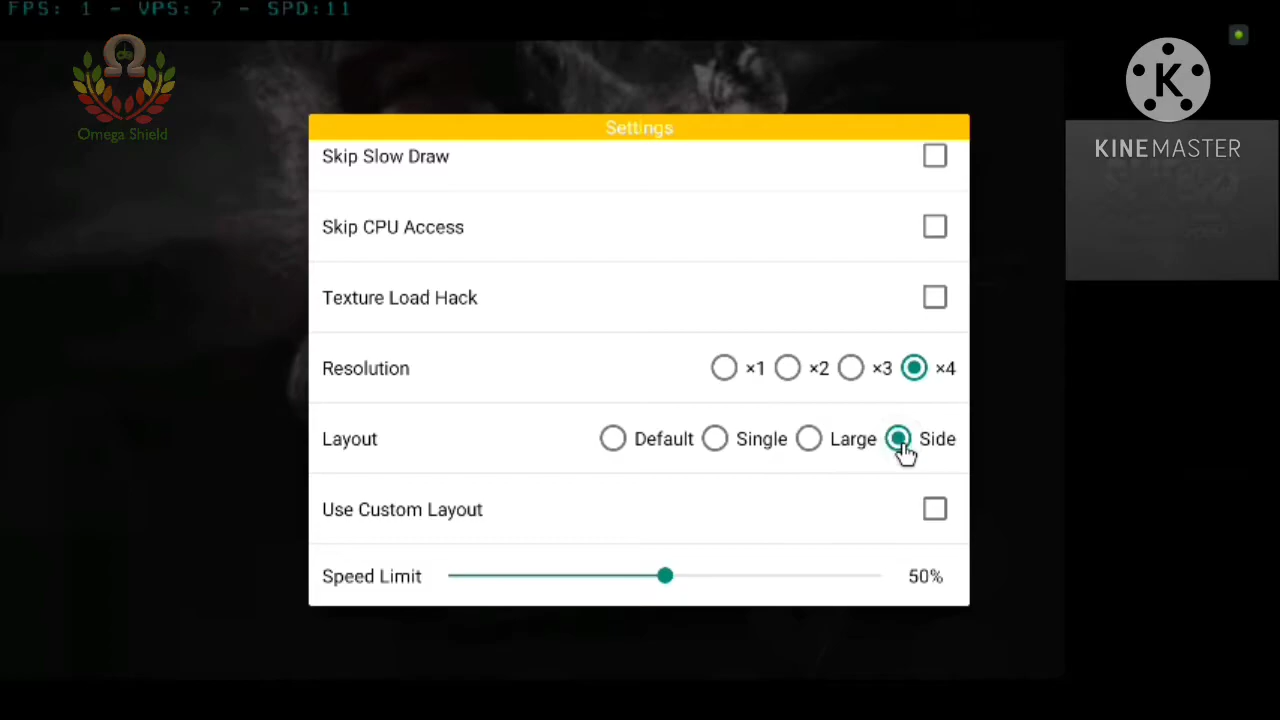 FPS: 1 - VPS: 7 - SPD:11
Omega Shield
K
KINEMASTER
Settings
Skip Slow Draw
Skip CPU Access
Texture Load Hack
Resolution ×1 ×2 ×3 ×4
Layout Default Single Large Side
Use Custom Layout
Speed Limit 50%